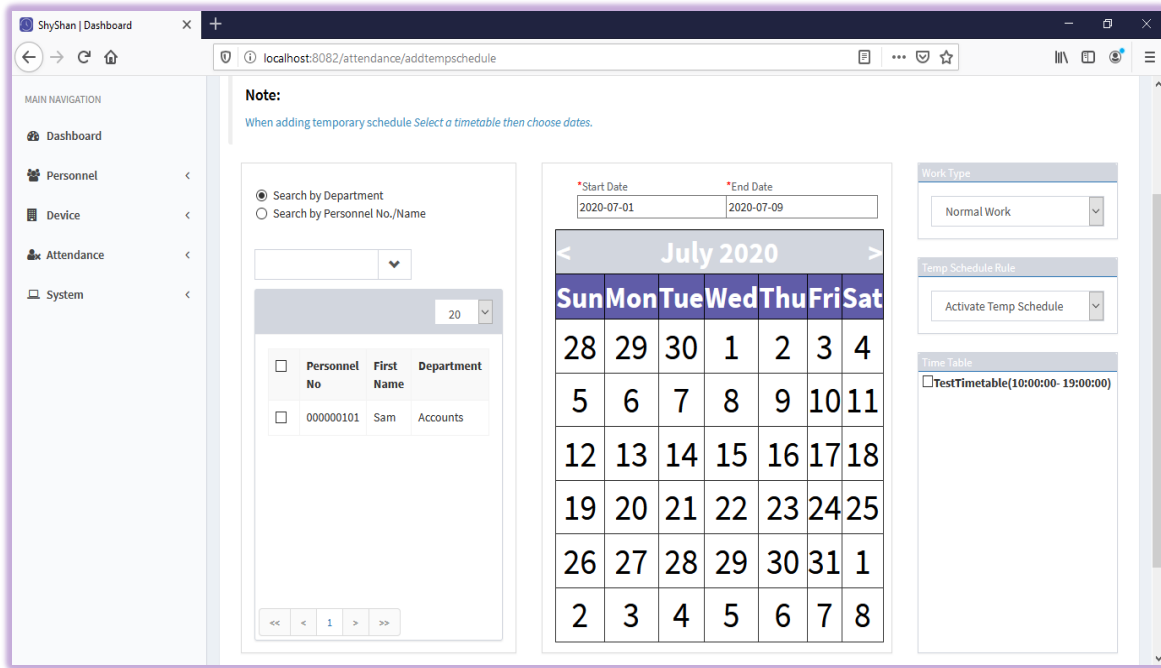 ShyShan | Dashboard
localhost:8082/attendance/addtempschedule
MAIN NAVIGATION
Dashboard
Personnel
Device
Attendance
System
Note:
When adding temporary schedule Select a timetable then choose dates.
Search by Department
Search by Personnel No./Name
20
Personnel No First Name Department
000000101 Sam Accounts
<< < 1 > >>
*Start Date *End Date
2020-07-01 2020-07-09
< July 2020 >
Sun Mon Tue Wed Thu Fri Sat
28 29 30 1 2 3 4
5 6 7 8 9 10 11
12 13 14 15 16 17 18
19 20 21 22 23 24 25
26 27 28 29 30 31 1
2 3 4 5 6 7 8
Work Type
Normal Work
Temp Schedule Rule
Activate Temp Schedule
Time Table
TestTimetable(10:00:00- 19:00:00)